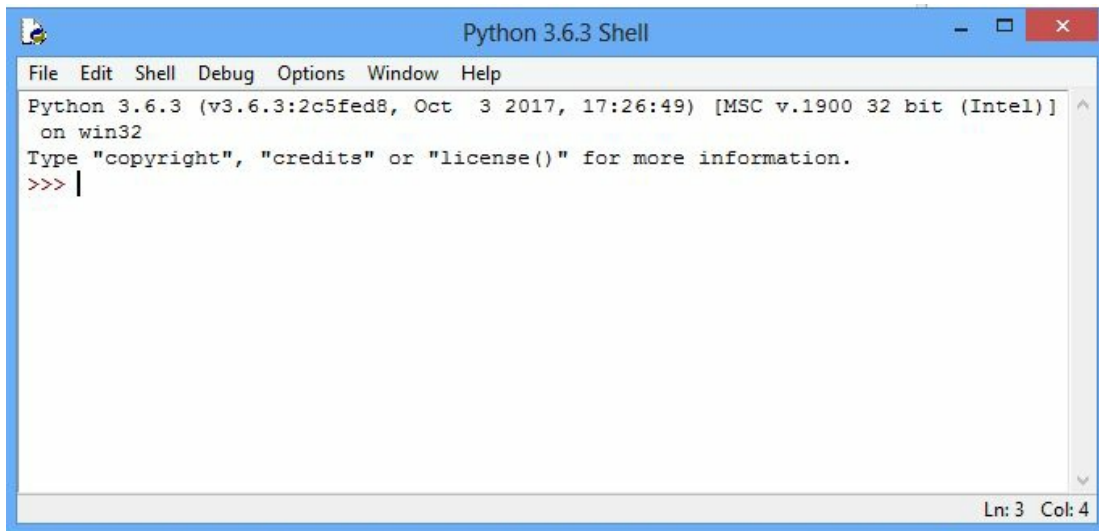 Python 3.6.3 Shell
File Edit Shell Debug Options Window Help
Python 3.6.3 (v3.6.3:2c5fed8, Oct  3 2017, 17:26:49) [MSC v.1900 32 bit (Intel)]
 on win32
Type "copyright", "credits" or "license()" for more information.
>>>
Ln: 3 Col: 4